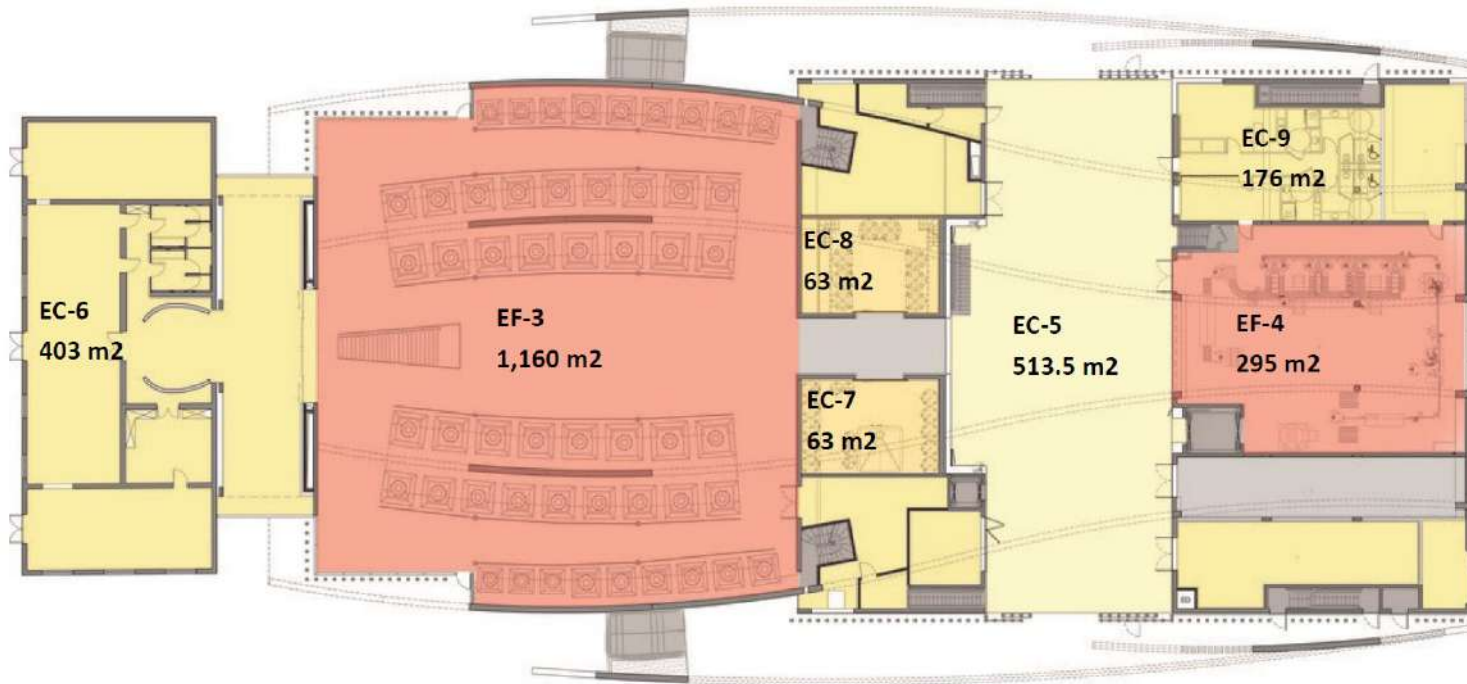 EC-6
403 m2
EF-3
1,160 m2
EC-8
63 m2
EC-7
63 m2
EC-5
513.5 m2
EC-9
176 m2
EF-4
295 m2